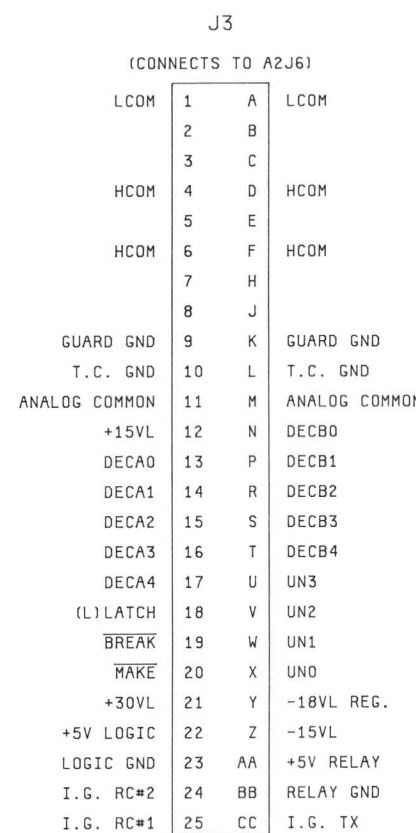 J3
(CONNECTS TO A2J6)
LCOM 1 A LCOM
2 B
3 C
HCOM 4 D HCOM
5 E
HCOM 6 F HCOM
7 H
8 J
GUARD GND 9 K GUARD GND
T.C. GND 10 L T.C. GND
ANALOG COMMON 11 M ANALOG COMMON
+15VL 12 N DECB0
DECA0 13 P DECB1
DECA1 14 R DECB2
DECA2 15 S DECB3
DECA3 16 T DECB4
DECA4 17 U UN3
(L)LATCH 18 V UN2
BREAK 19 W UN1
MAKE 20 X UN0
+30VL 21 Y -18VL REG.
+5V LOGIC 22 Z -15VL
LOGIC GND 23 AA +5V RELAY
I.G. RC#2 24 BB RELAY GND
I.G. RC#1 25 CC I.G. TX